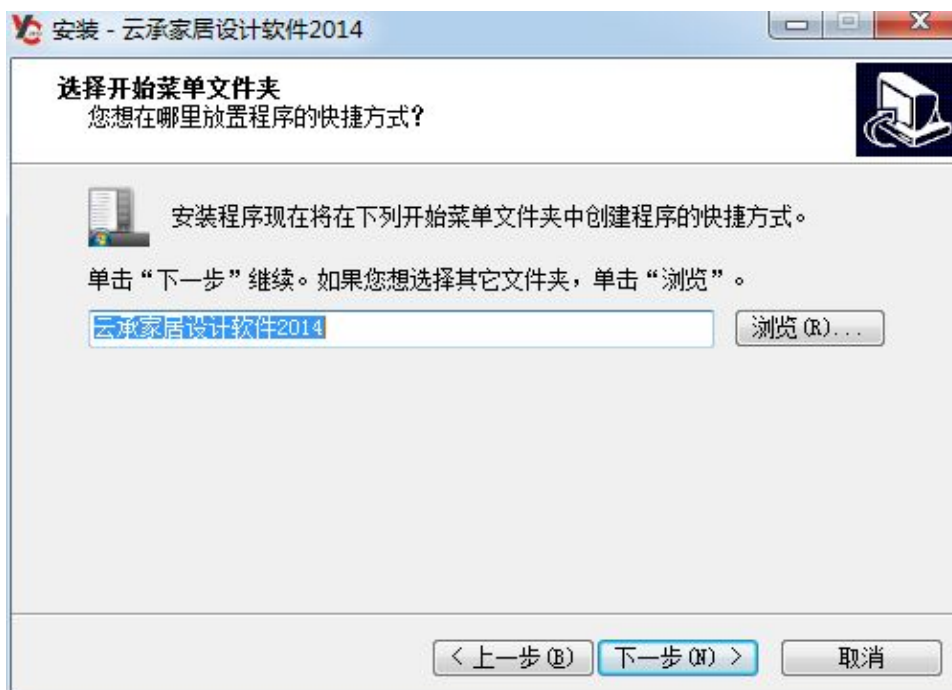 安装 - 云承家居设计软件2014
选择开始菜单文件夹
您想在哪里放置程序的快捷方式?
安装程序现在将在下列开始菜单文件夹中创建程序的快捷方式。
单击“下一步”继续。如果您想选择其它文件夹，单击“浏览”。
云承家居设计软件2014
浏览(R)...
< 上一步(B)
下一步(N) >
取消